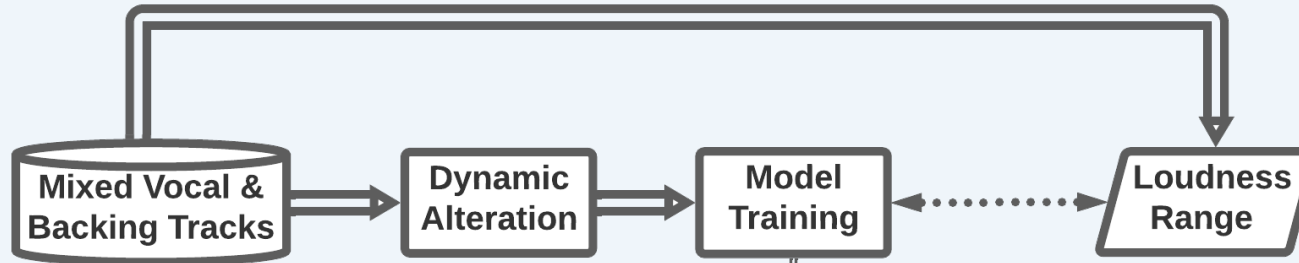 Mixed Vocal &
Backing Tracks
Dynamic
Alteration
Model
Training
Loudness
Range